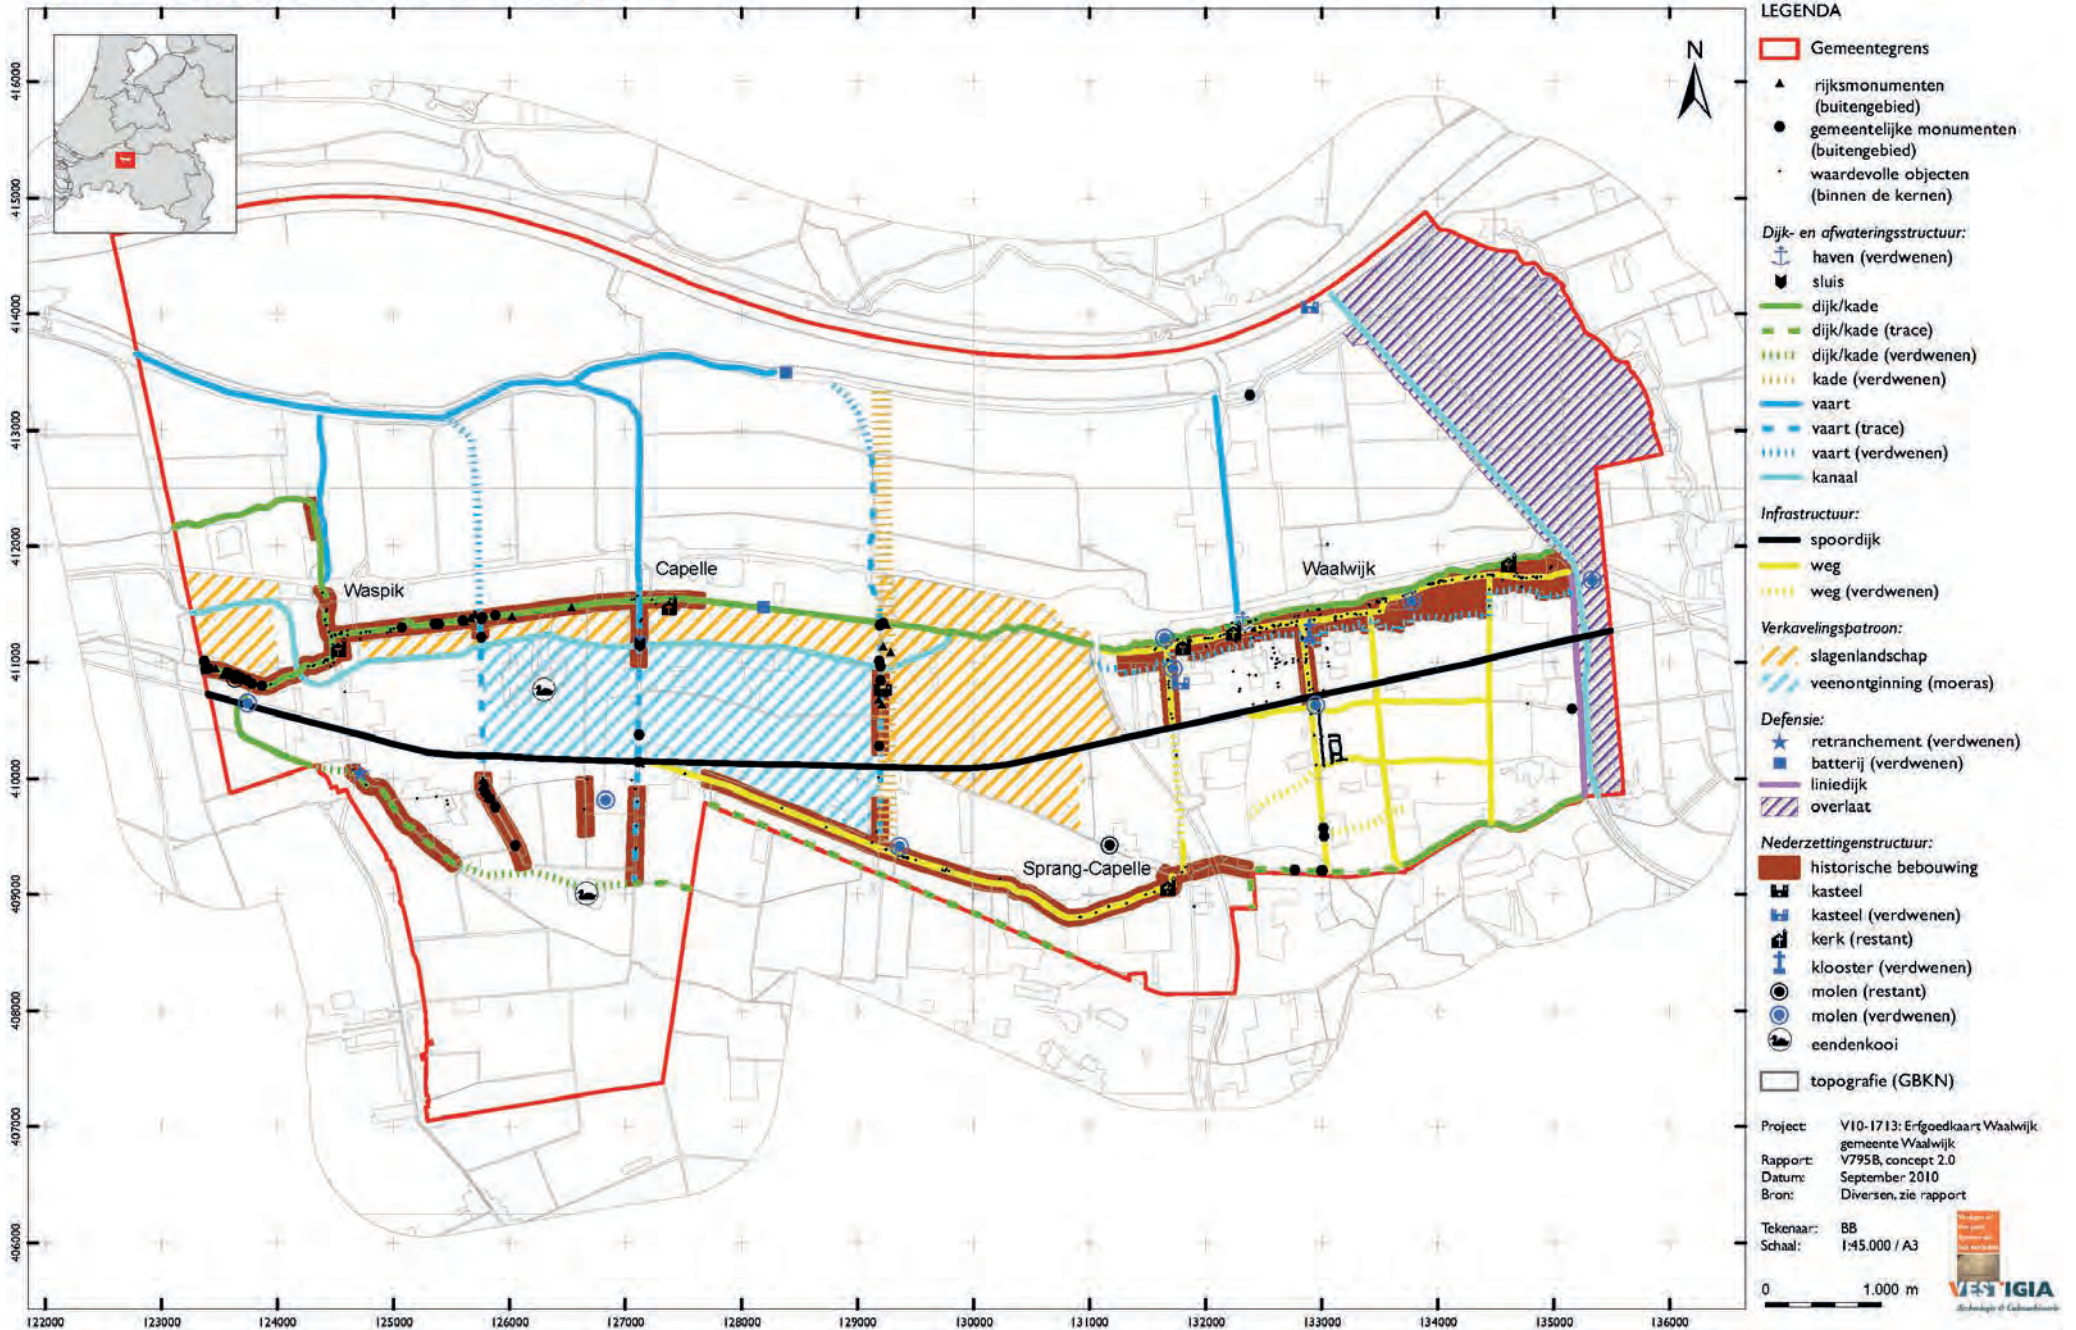 LEGENDA
Gemeentegrens
rijksmonumenten
(buitengebied)
gemeentelijke monumenten
(buitengebied)
waardevolle objecten
(binnen de kernen)
Dijk- en afwateringsstructuur:
haven (verdwenen)
sluis
dijk/kade
dijk/kade (trace)
dijk/kade (verdwenen)
kade (verdwenen)
vaart
vaart (trace)
vaart (verdwenen)
kanaal
Infrastructuur:
spoordijk
weg
weg (verdwenen)
Verkavelingspatroon:
slagenlandschap
veenontginning (moeras)
Defensie:
retranchement (verdwenen)
batterij (verdwenen)
liniedijk
overlaat
Nederzettingenstructuur:
historische bebouwing
kasteel
kasteel (verdwenen)
kerk (restant)
klooster (verdwenen)
molen (restant)
molen (verdwenen)
eendenkooi
topografie (GBKN)
Project: V10-1713: Erfgoedkaart Waalwijk
gemeente Waalwijk
Rapport: V795B, concept 2.0
Datum: September 2010
Bron: Diversen, zie rapport
Tekenaar: BB
Schaal: 1:45.000 / A3
0 1.000 m
VESTIGIA
Archeologie & Cultuurhistorie
N
Waspik
Capelle
Waalwijk
Sprang-Capelle
416000
415000
414000
413000
412000
411000
410000
409000
408000
407000
406000
122000 123000 124000 125000 126000 127000 128000 129000 130000 131000 132000 133000 134000 135000 136000